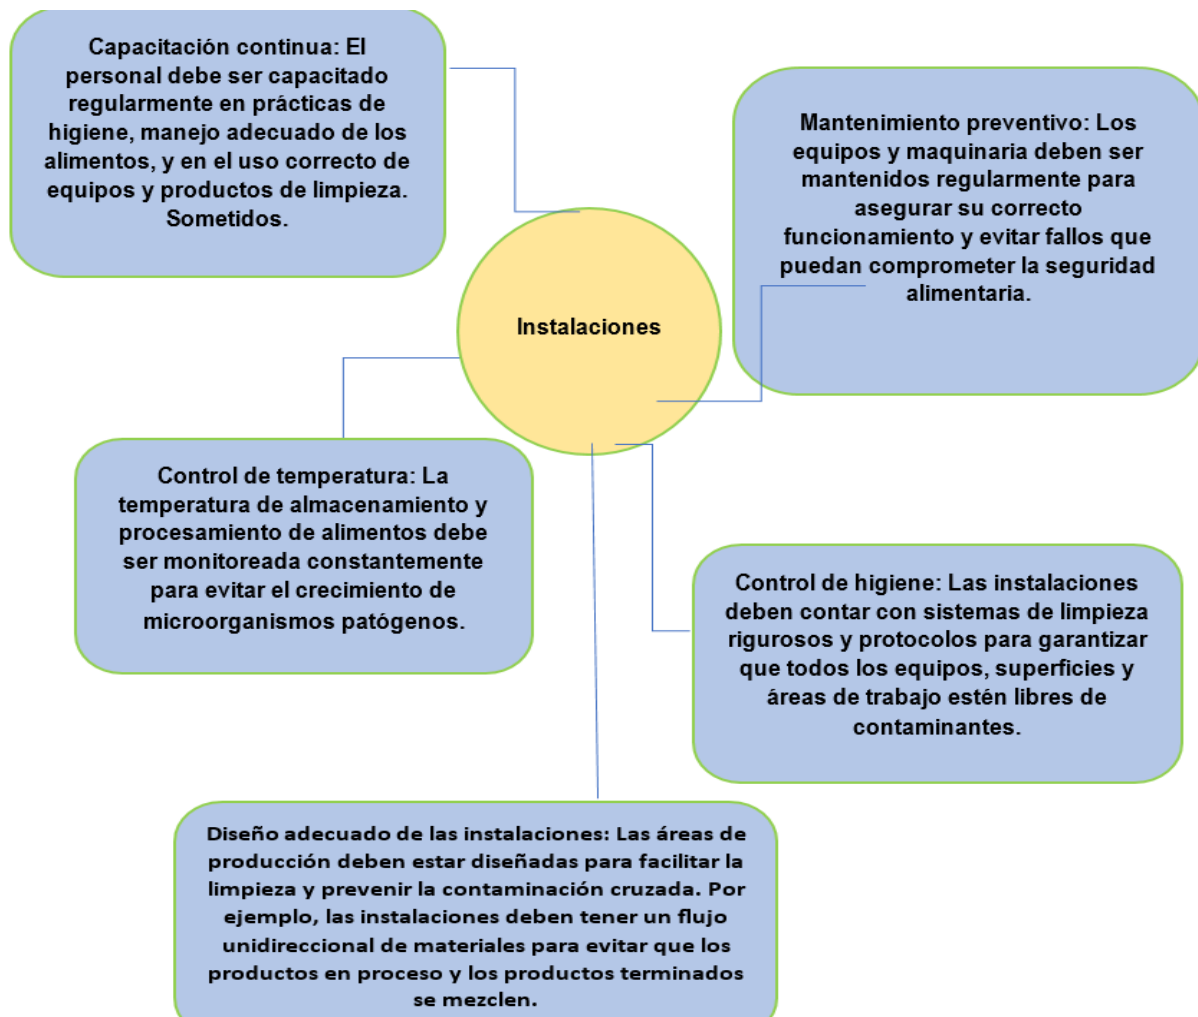 Capacitación continua: El
personal debe ser capacitado
regularmente en prácticas de
higiene, manejo adecuado de los
alimentos, y en el uso correcto de
equipos y productos de limpieza.
Sometidos.
Mantenimiento preventivo: Los
equipos y maquinaria deben ser
mantenidos regularmente para
asegurar su correcto
funcionamiento y evitar fallos que
puedan comprometer la seguridad
alimentaria.
Instalaciones
Control de temperatura: La
temperatura de almacenamiento y
procesamiento de alimentos debe
ser monitoreada constantemente
para evitar el crecimiento de
microorganismos patógenos.
Control de higiene: Las instalaciones
deben contar con sistemas de limpieza
rigurosos y protocolos para garantizar
que todos los equipos, superficies y
áreas de trabajo estén libres de
contaminantes.
Diseño adecuado de las instalaciones: Las áreas de
producción deben estar diseñadas para facilitar la
limpieza y prevenir la contaminación cruzada. Por
ejemplo, las instalaciones deben tener un flujo
unidireccional de materiales para evitar que los
productos en proceso y los productos terminados
se mezclen.